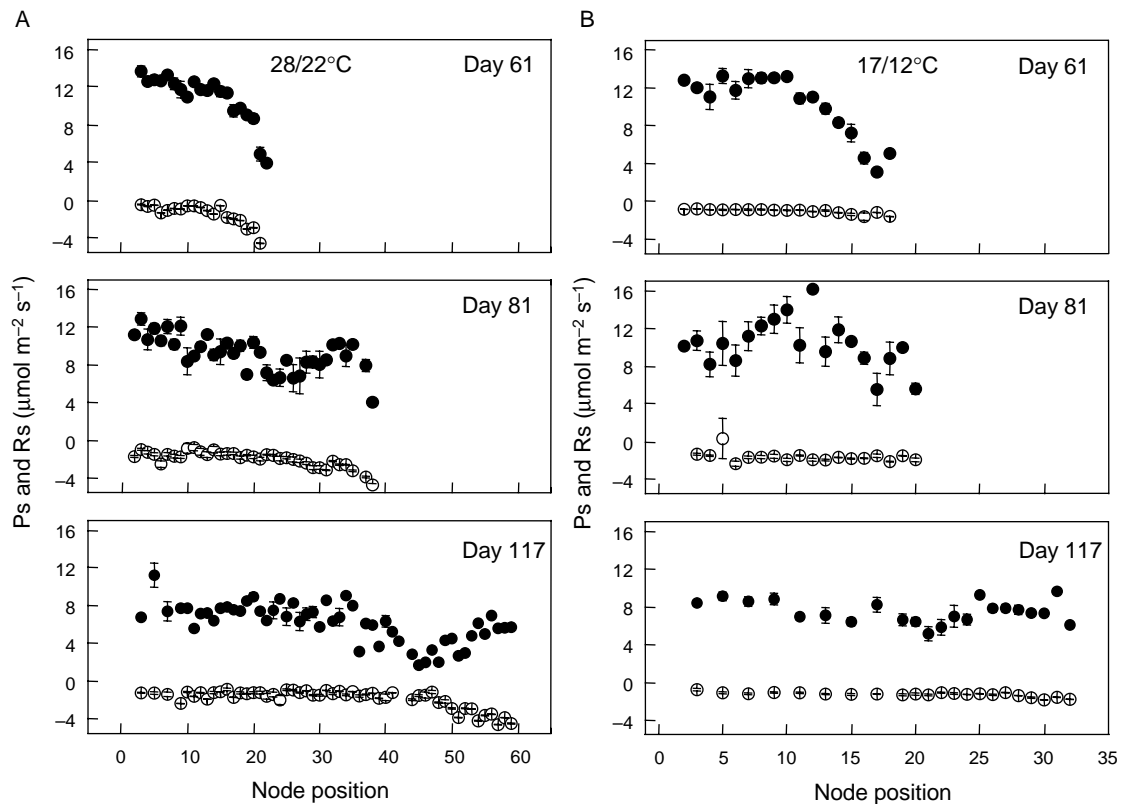 A
B
28/22°C
Day 61
17/12°C
Day 61
16
12
8
4
0
−4
16
12
8
4
0
−4
Day 81
Day 81
16
12
8
4
0
−4
16
12
8
4
0
−4
Ps and Rs (μmol m−2 s−1)
Ps and Rs (μmol m−2 s−1)
Day 117
Day 117
16
12
8
4
0
−4
16
12
8
4
0
−4
0 10 20 30 40 50 60
0 5 10 15 20 25 30 35
Node position
Node position